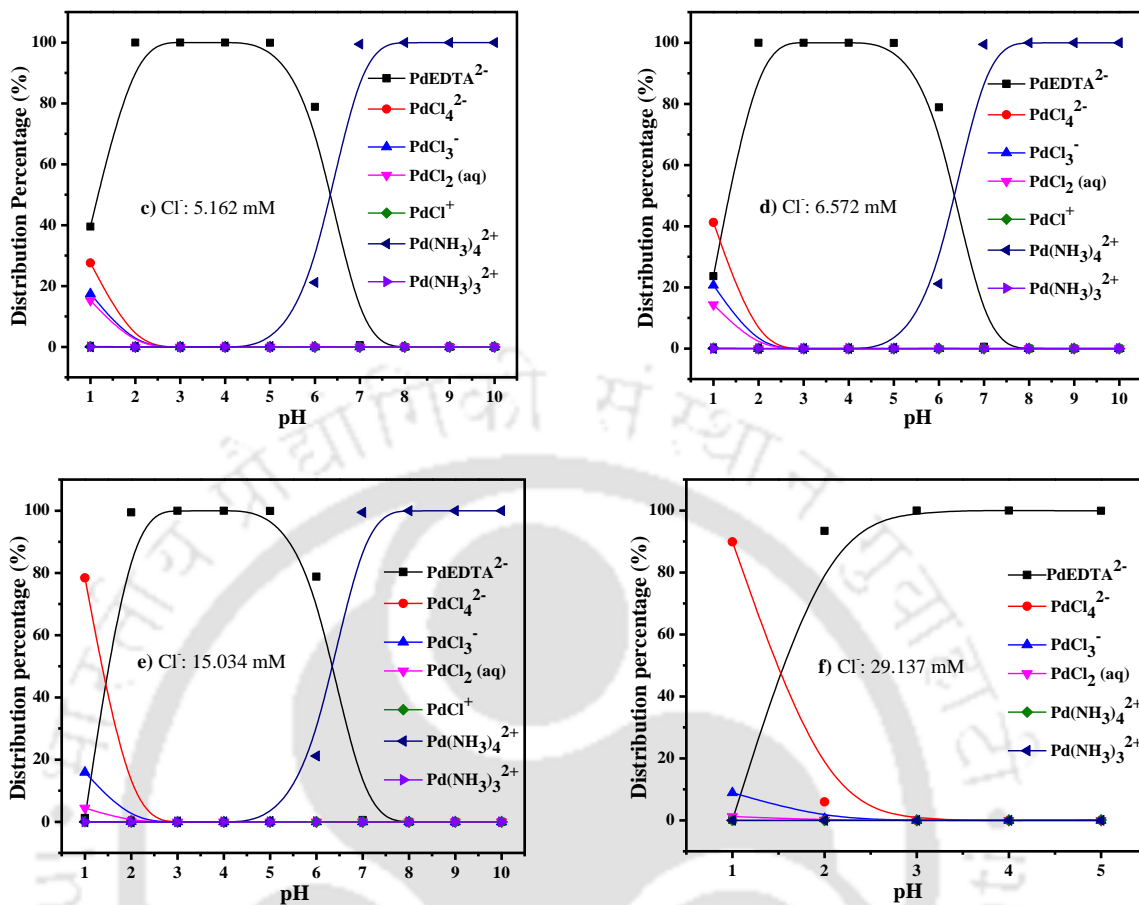 Distribution Percentage (%)
100
80
60
40
20
0
PdEDTA²⁻
PdCl₄²⁻
PdCl₃⁻
PdCl₂ (aq)
PdCl⁺
Pd(NH₃)₄²⁺
Pd(NH₃)₃²⁺
c) Cl⁻: 5.162 mM
1 2 3 4 5 6 7 8 9 10
pH
Distribution percentage (%)
100
80
60
40
20
0
PdEDTA²⁻
PdCl₄²⁻
PdCl₃⁻
PdCl₂ (aq)
PdCl⁺
Pd(NH₃)₄²⁺
Pd(NH₃)₃²⁺
d) Cl⁻: 6.572 mM
1 2 3 4 5 6 7 8 9 10
pH
Distribution percentage (%)
100
80
60
40
20
0
PdEDTA²⁻
PdCl₄²⁻
PdCl₃⁻
PdCl₂ (aq)
PdCl⁺
Pd(NH₃)₄²⁺
Pd(NH₃)₃²⁺
e) Cl⁻: 15.034 mM
1 2 3 4 5 6 7 8 9 10
pH
Distribution percentage (%)
100
80
60
40
20
0
PdEDTA²⁻
PdCl₄²⁻
PdCl₃⁻
PdCl₂ (aq)
Pd(NH₃)₄²⁺
Pd(NH₃)₃²⁺
f) Cl⁻: 29.137 mM
1 2 3 4 5
pH